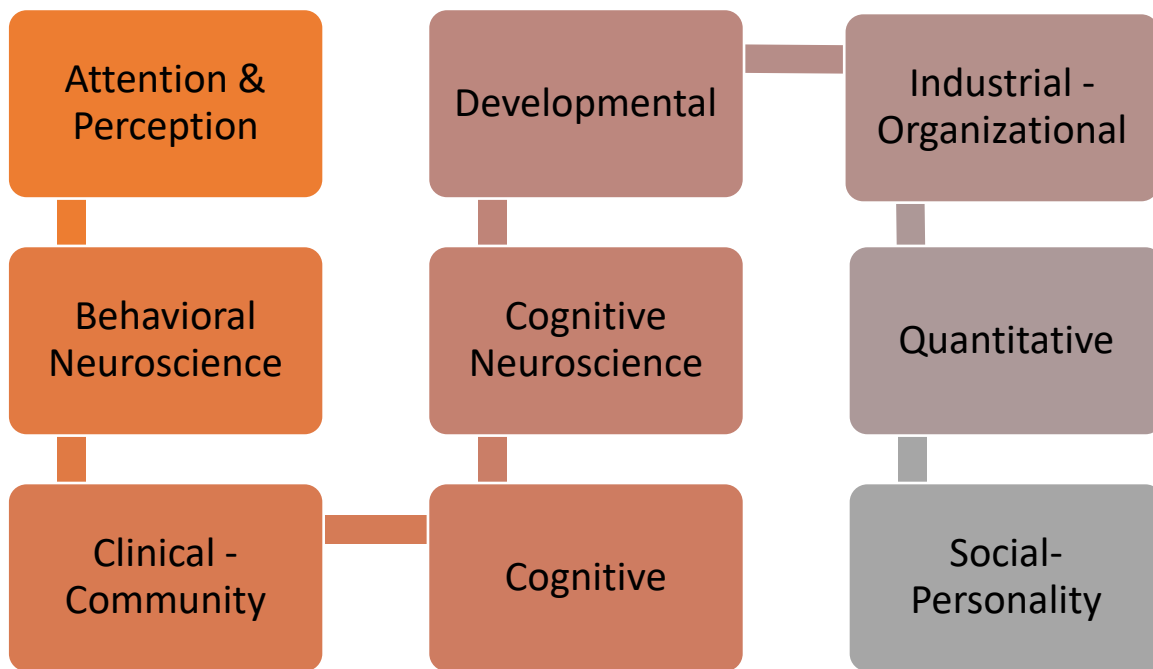 Attention &
Perception
Behavioral
Neuroscience
Clinical -
Community
Cognitive
Cognitive
Neuroscience
Developmental
Industrial -
Organizational
Quantitative
Social-
Personality